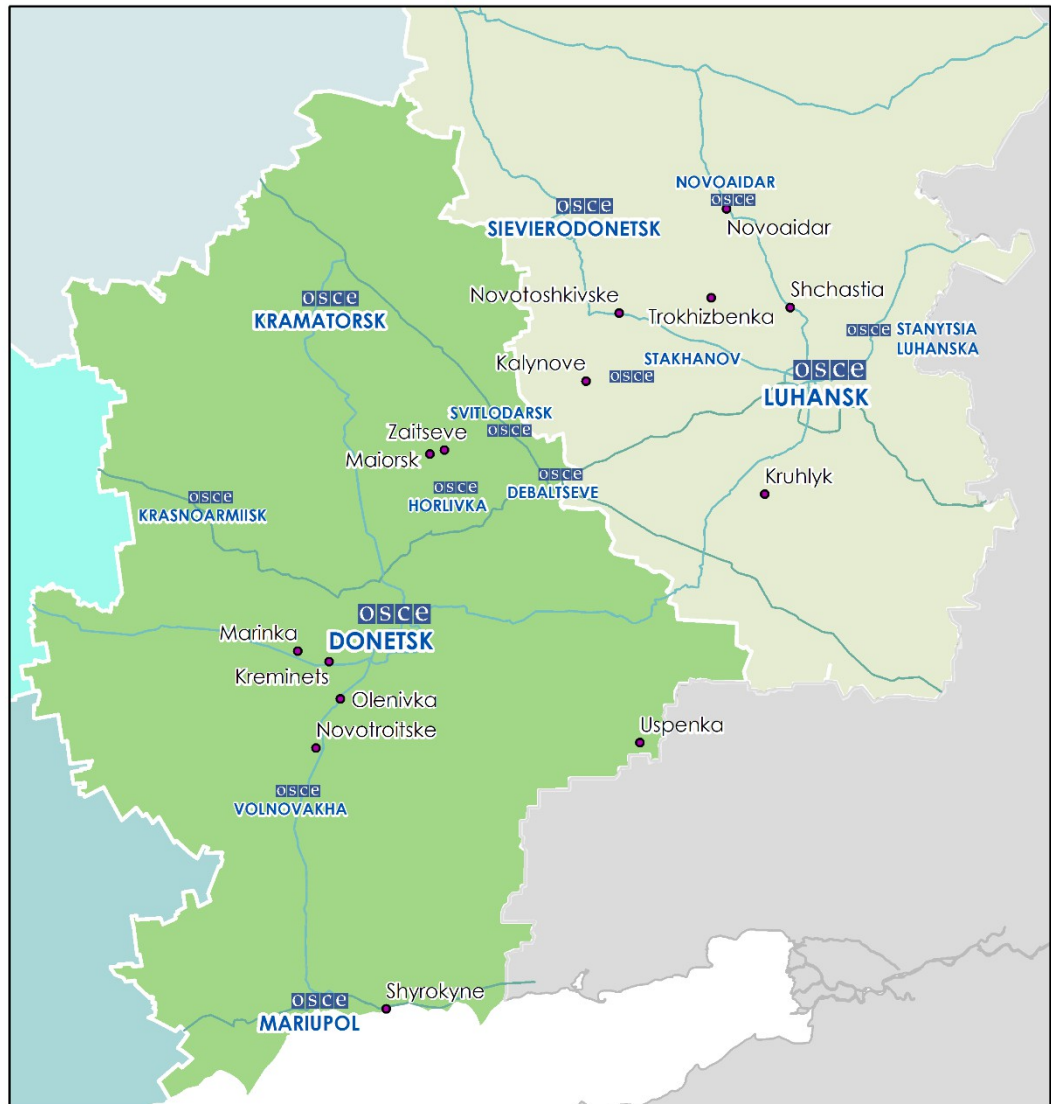 NOVOAIDAR
osce
Novoaidar
osce
SIEVIERODONETSK
osce
KRAMATORSK
Novotoshkivske
Trokhizbenka
Shchastia
osce
STANYTSIA
LUHANSKA
Kalynove
osce
STAKHANOV
osce
LUHANSK
SVITLODARSK
osce
Zaitseve
Maiorsk
osce
HORLIVKA
osce
DEBALTSEVE
Kruhlyk
osce
KRASNOARMIISK
osce
DONETSK
Marinka
Kreminets
Olenivka
Novotroitske
Uspenka
osce
VOLNOVAKHA
osce
MARIUPOL
Shyrokyne